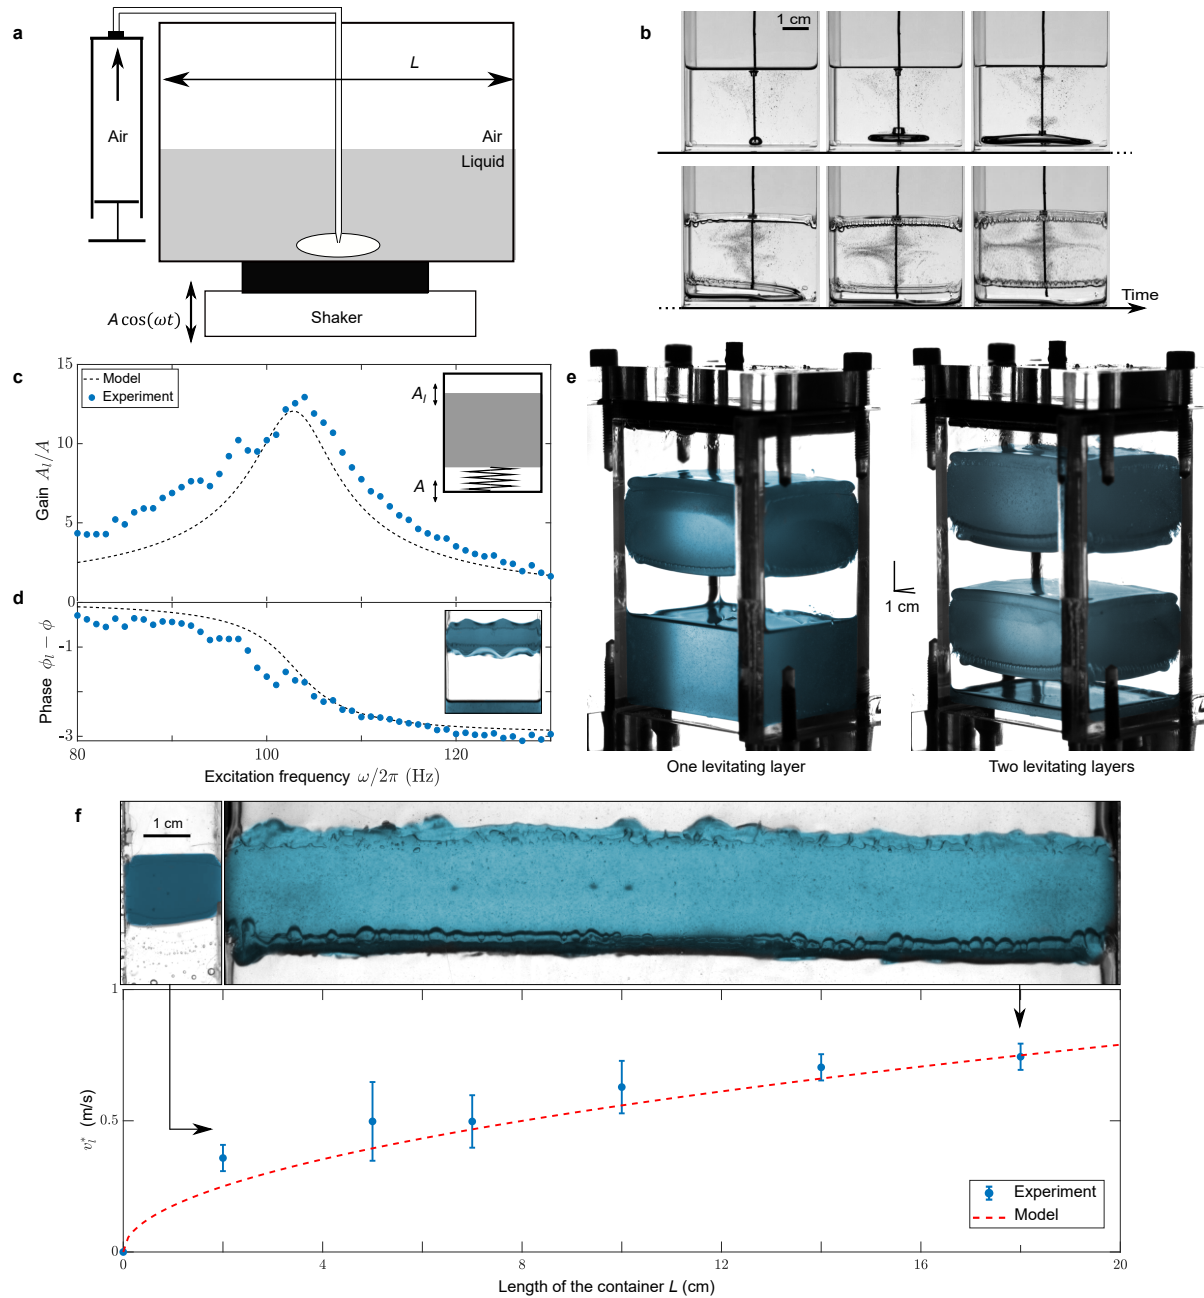 a
Air
L
Air
Liquid
A cos(ωt)
Shaker
b
1 cm
Time
c
15
10
5
0
Gain A_l/A
Model
Experiment
A_l
A
d
-1
-3
Phase ϕ_l − ϕ
80
100
120
Excitation frequency ω/2π (Hz)
e
1 cm
One levitating layer
Two levitating layers
f
1 cm
1
0.5
0
v_l^* (m/s)
Experiment
Model
0
4
8
12
16
20
Length of the container L (cm)